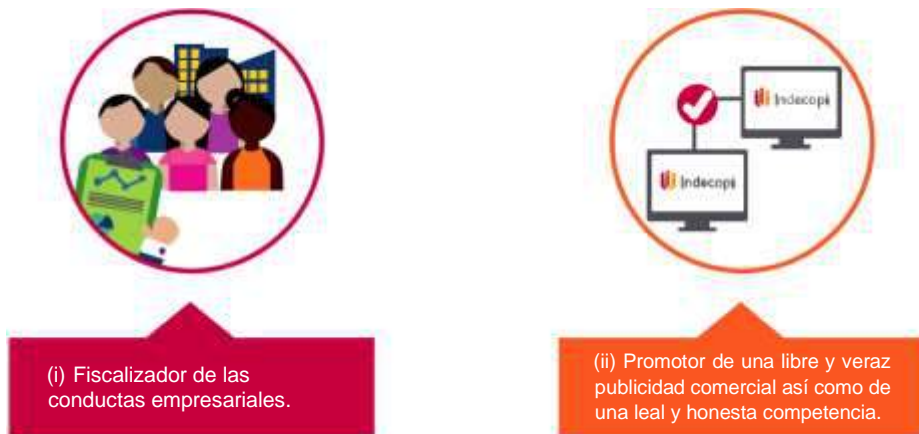 Indecopi
Indecopi
(i) Fiscalizador de las
conductas empresariales.
(ii) Promotor de una libre y veraz
publicidad comercial así como de
una leal y honesta competencia.